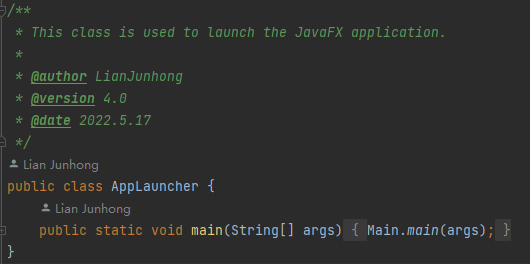 /**
 * This class is used to launch the JavaFX application.
 *
 * @author LianJunhong
 * @version 4.0
 * @date 2022.5.17
 */
Lian Junhong
public class AppLauncher {
Lian Junhong
    public static void main(String[] args) { Main.main(args); }
}